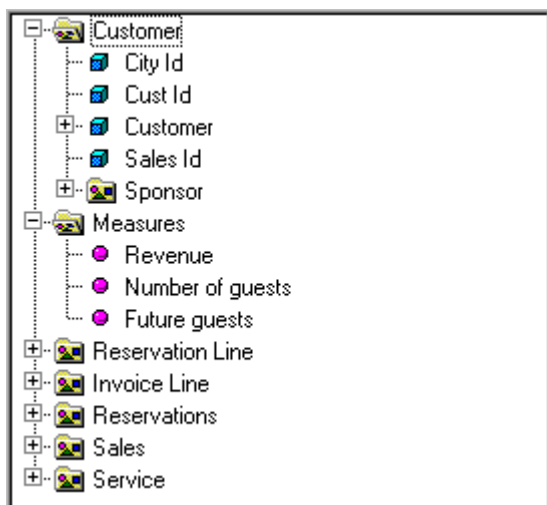 Customer
City Id
Cust Id
Customer
Sales Id
Sponsor
Measures
Revenue
Number of guests
Future guests
Reservation Line
Invoice Line
Reservations
Sales
Service